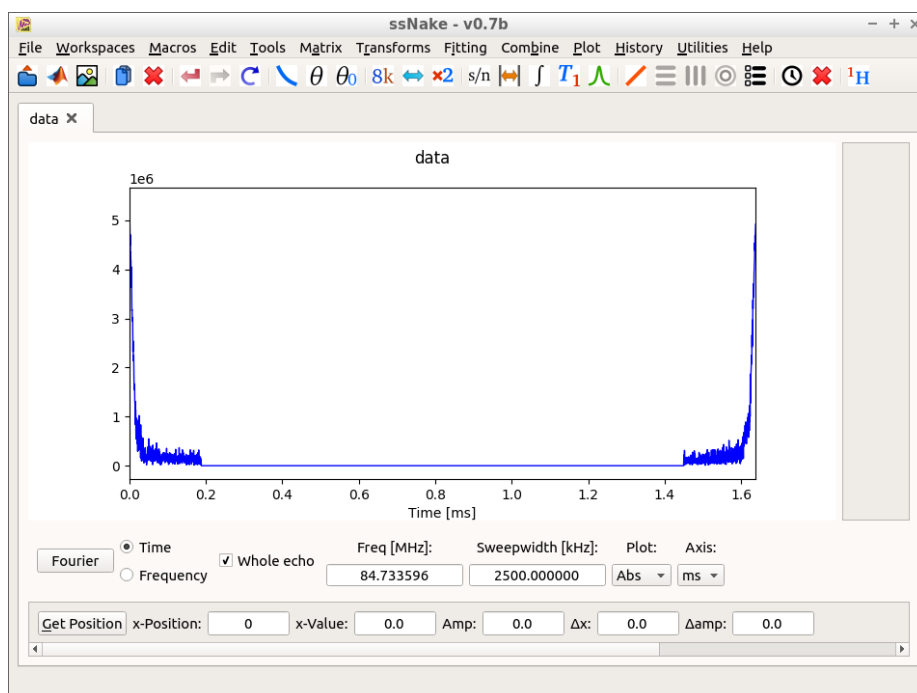 ssNake - v0.7b
File Workspaces Macros Edit Tools Matrix Transforms Fitting Combine Plot History Utilities Help
θ θ₀ 8k ×2 s/n ∫ T₁ ¹H
data
data
1e6
5
4
3
2
1
0
0.0 0.2 0.4 0.6 0.8 1.0 1.2 1.4 1.6
Time [ms]
Time Freq [MHz]: Sweepwidth [kHz]: Plot: Axis:
Fourier Whole echo
Frequency 84.733596 2500.000000 Abs ms
Get Position x-Position: 0 x-Value: 0.0 Amp: 0.0 Δx: 0.0 Δamp: 0.0